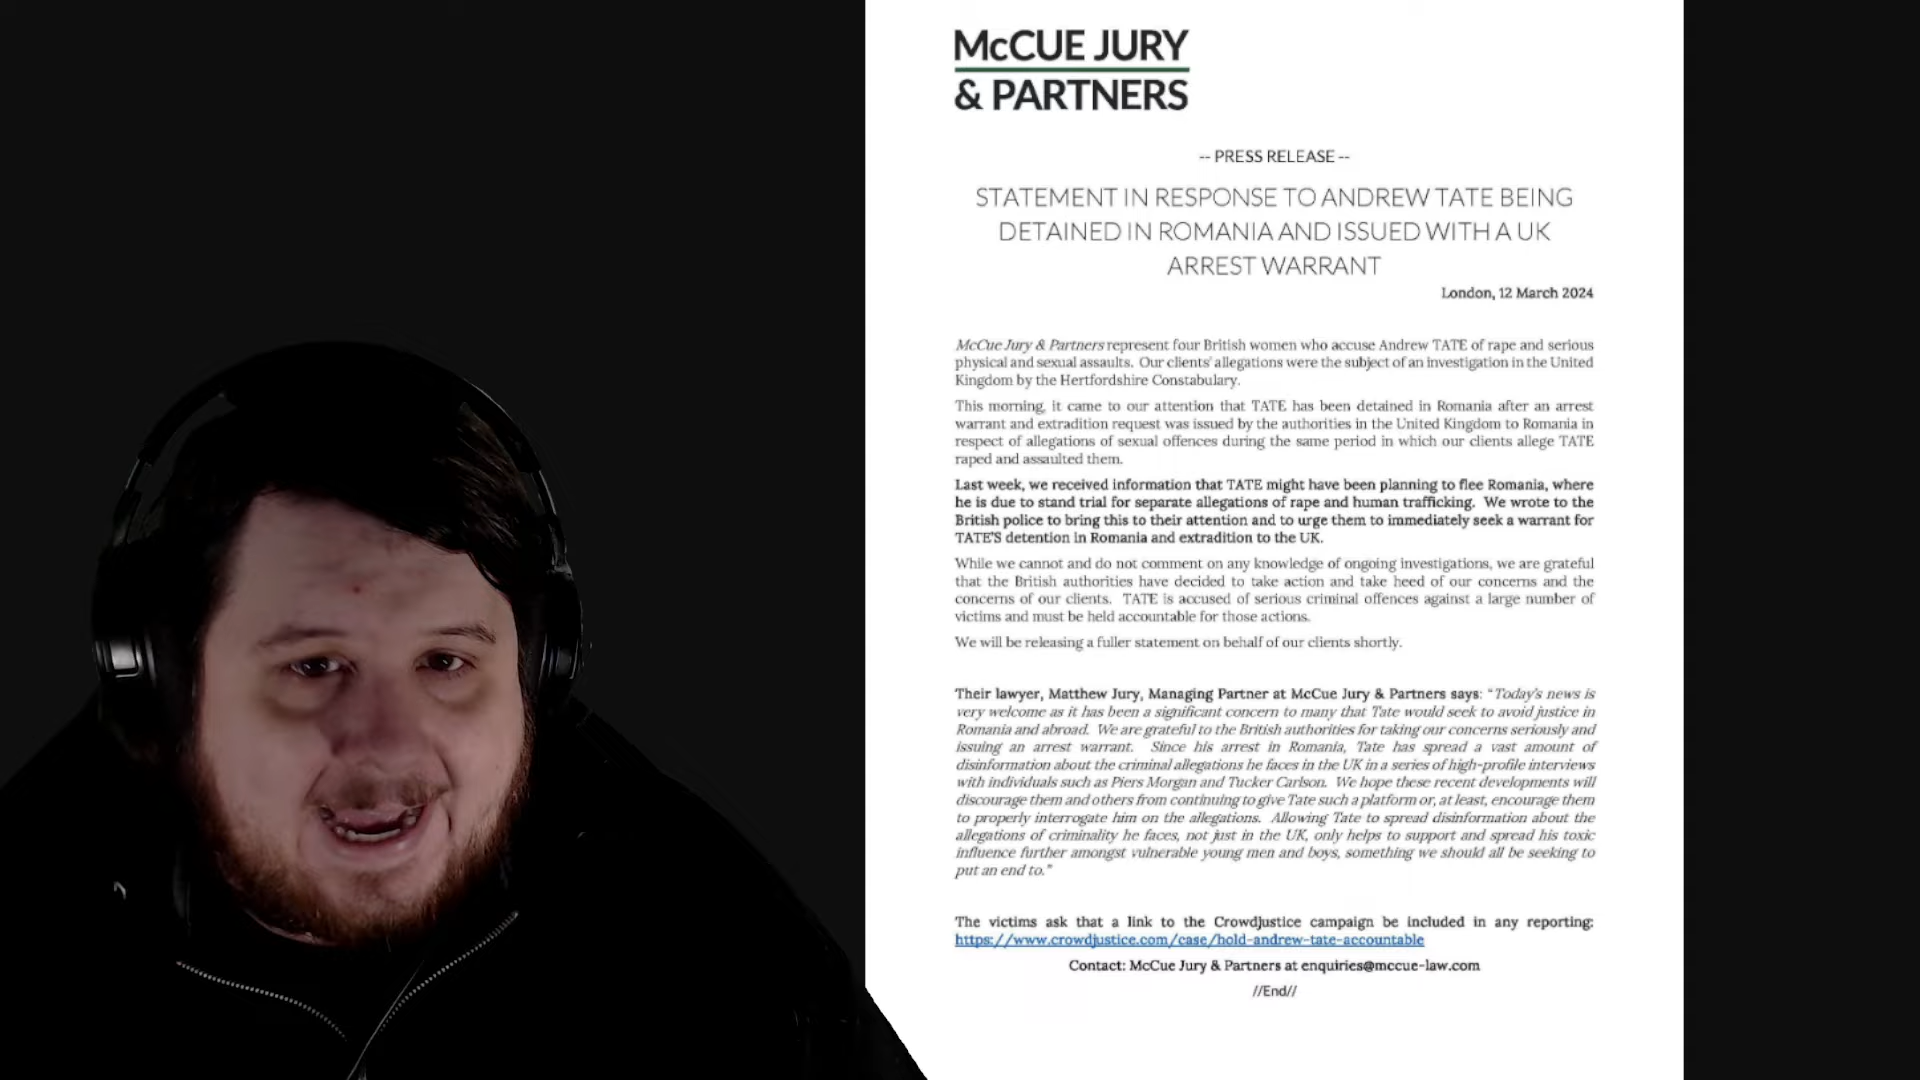 McCUE JURY
& PARTNERS
-- PRESS RELEASE --
STATEMENT IN RESPONSE TO ANDREW TATE BEING
DETAINED IN ROMANIA AND ISSUED WITH A UK
ARREST WARRANT
London, 12 March 2024
McCue Jury & Partners represent four British women who accuse Andrew TATE of rape and serious
physical and sexual assaults. Our clients' allegations were the subject of an investigation in the United
Kingdom by the Hertfordshire Constabulary.
This morning, it came to our attention that TATE has been detained in Romania after an arrest
warrant and extradition request was issued by the authorities in the United Kingdom to Romania in
respect of allegations of sexual offences during the same period in which our clients allege TATE
raped and assaulted them.
Last week, we received information that TATE might have been planning to flee Romania, where
he is due to stand trial for separate allegations of rape and human trafficking. We wrote to the
British police to bring this to their attention and to urge them to immediately seek a warrant for
TATE'S detention in Romania and extradition to the UK.
While we cannot and do not comment on any knowledge of ongoing investigations, we are grateful
that the British authorities have decided to take action and take heed of our concerns and the
concerns of our clients. TATE is accused of serious criminal offences against a large number of
victims and must be held accountable for those actions.
We will be releasing a fuller statement on behalf of our clients shortly.
Their lawyer, Matthew Jury, Managing Partner at McCue Jury & Partners says: "Today's news is
very welcome as it has been a significant concern to many that Tate would seek to avoid justice in
Romania and abroad. We are grateful to the British authorities for taking our concerns seriously and
issuing an arrest warrant. Since his arrest in Romania, Tate has spread a vast amount of
disinformation about the criminal allegations he faces in the UK in a series of high-profile interviews
with individuals such as Piers Morgan and Tucker Carlson. We hope these recent developments will
discourage them and others from continuing to give Tate such a platform or, at least, encourage them
to properly interrogate him on the allegations. Allowing Tate to spread disinformation about the
allegations of criminality he faces, not just in the UK, only helps to support and spread his toxic
influence further amongst vulnerable young men and boys, something we should all be seeking to
put an end to."
The victims ask that a link to the CrowdJustice campaign be included in any reporting:
https://www.crowdjustice.com/case/hold-andrew-tate-accountable
Contact: McCue Jury & Partners at enquiries@mccue-law.com
//End//